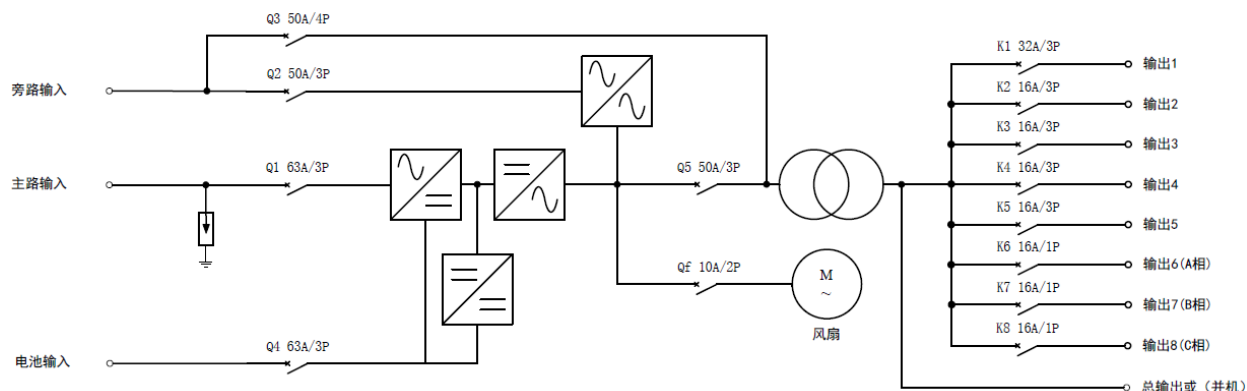 Q3 50A/4P
Q2 50A/3P
旁路输入
K1 32A/3P
输出1
K2 16A/3P
输出2
K3 16A/3P
输出3
Q1 63A/3P
主路输入
Q5 50A/3P
K4 16A/3P
输出4
K5 16A/3P
输出5
K6 16A/1P
输出6(A相)
Qf 10A/2P
M
~
风扇
K7 16A/1P
输出7(B相)
K8 16A/1P
输出8(C相)
Q4 63A/3P
电池输入
总输出或（并机）